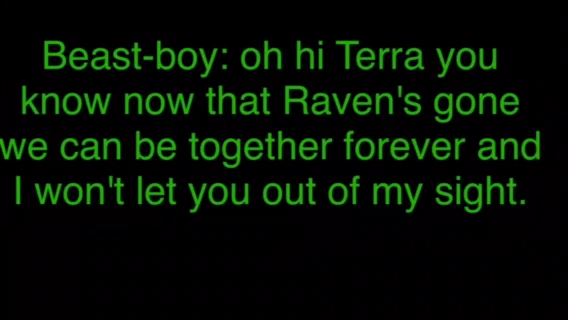 Beast-boy: oh hi Terra you
know now that Raven's gone
we can be together forever and
I won't let you out of my sight.